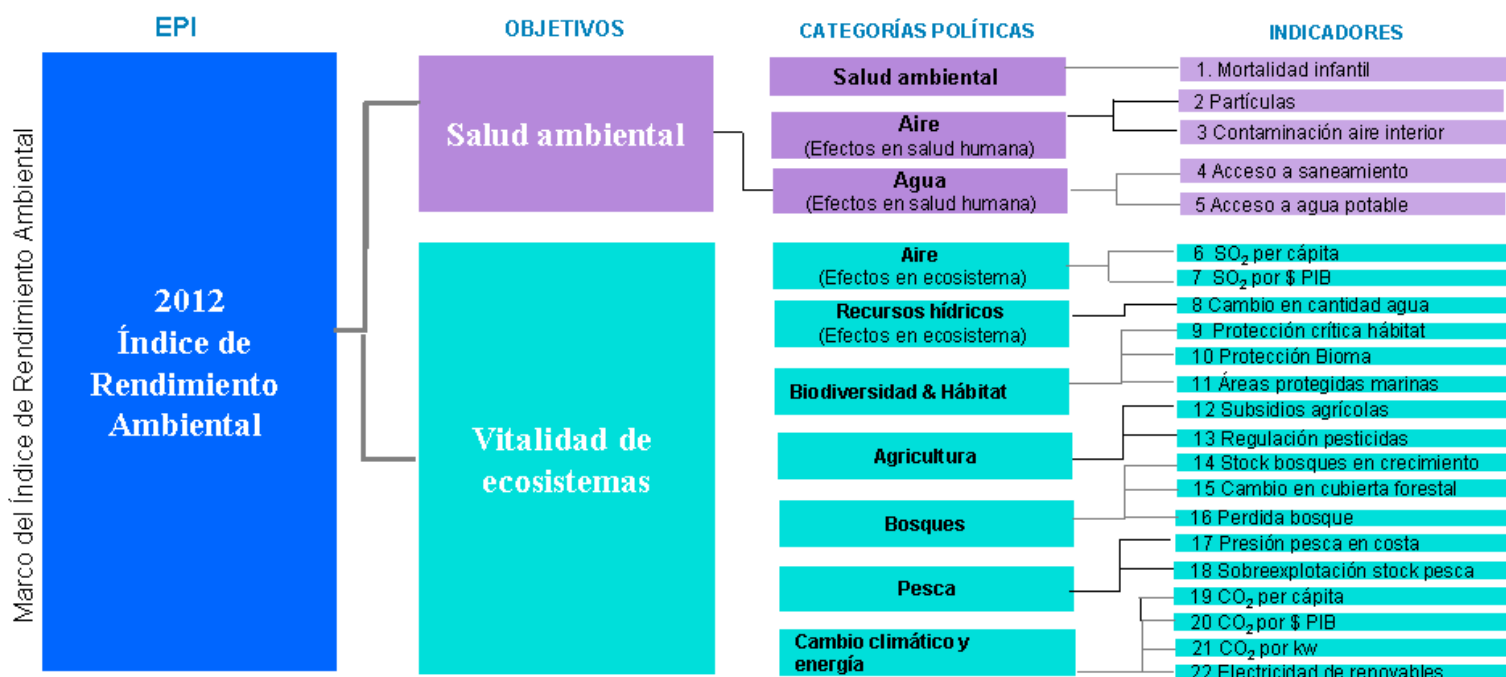 EPI
OBJETIVOS
CATEGORÍAS POLÍTICAS
INDICADORES
Marco del Índice de Rendimiento Ambiental
2012
Índice de
Rendimiento
Ambiental
Salud ambiental
Vitalidad de
ecosistemas
Salud ambiental
Aire
(Efectos en salud humana)
Agua
(Efectos en salud humana)
Aire
(Efectos en ecosistema)
Recursos hídricos
(Efectos en ecosistema)
Biodiversidad & Hábitat
Agricultura
Bosques
Pesca
Cambio climático y
energía
1. Mortalidad infantil
2 Partículas
3 Contaminación aire interior
4 Acceso a saneamiento
5 Acceso a agua potable
6 SO₂ per cápita
7 SO₂ por $ PIB
8 Cambio en cantidad agua
9 Protección crítica hábitat
10 Protección Bioma
11 Áreas protegidas marinas
12 Subsidios agrícolas
13 Regulación pesticidas
14 Stock bosques en crecimiento
15 Cambio en cubierta forestal
16 Perdida bosque
17 Presión pesca en costa
18 Sobreexplotación stock pesca
19 CO₂ per cápita
20 CO₂ por $ PIB
21 CO₂ por kw
22 Electricidad de renovables